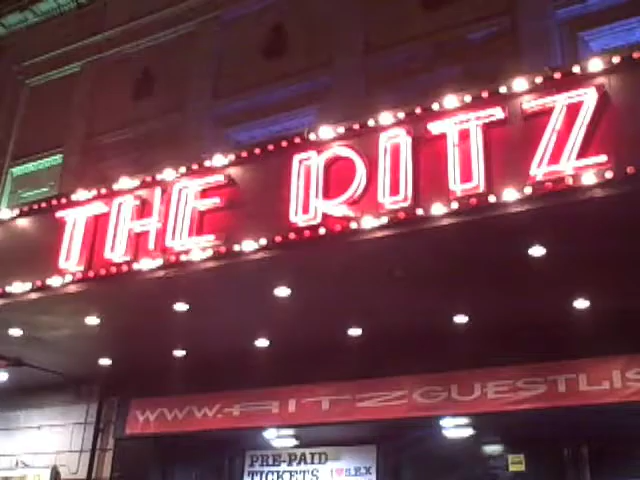 THE RITZ
WWW.RITZGUESTLIS
PRE-PAID
TICKETS I ♥ S.E.X